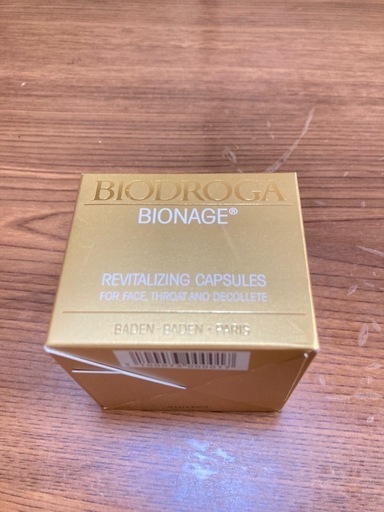 BIODROGA
BIONAGE®
REVITALIZING CAPSULES
FOR FACE, THROAT AND DECOLLETE
BADEN-BADEN • PARIS